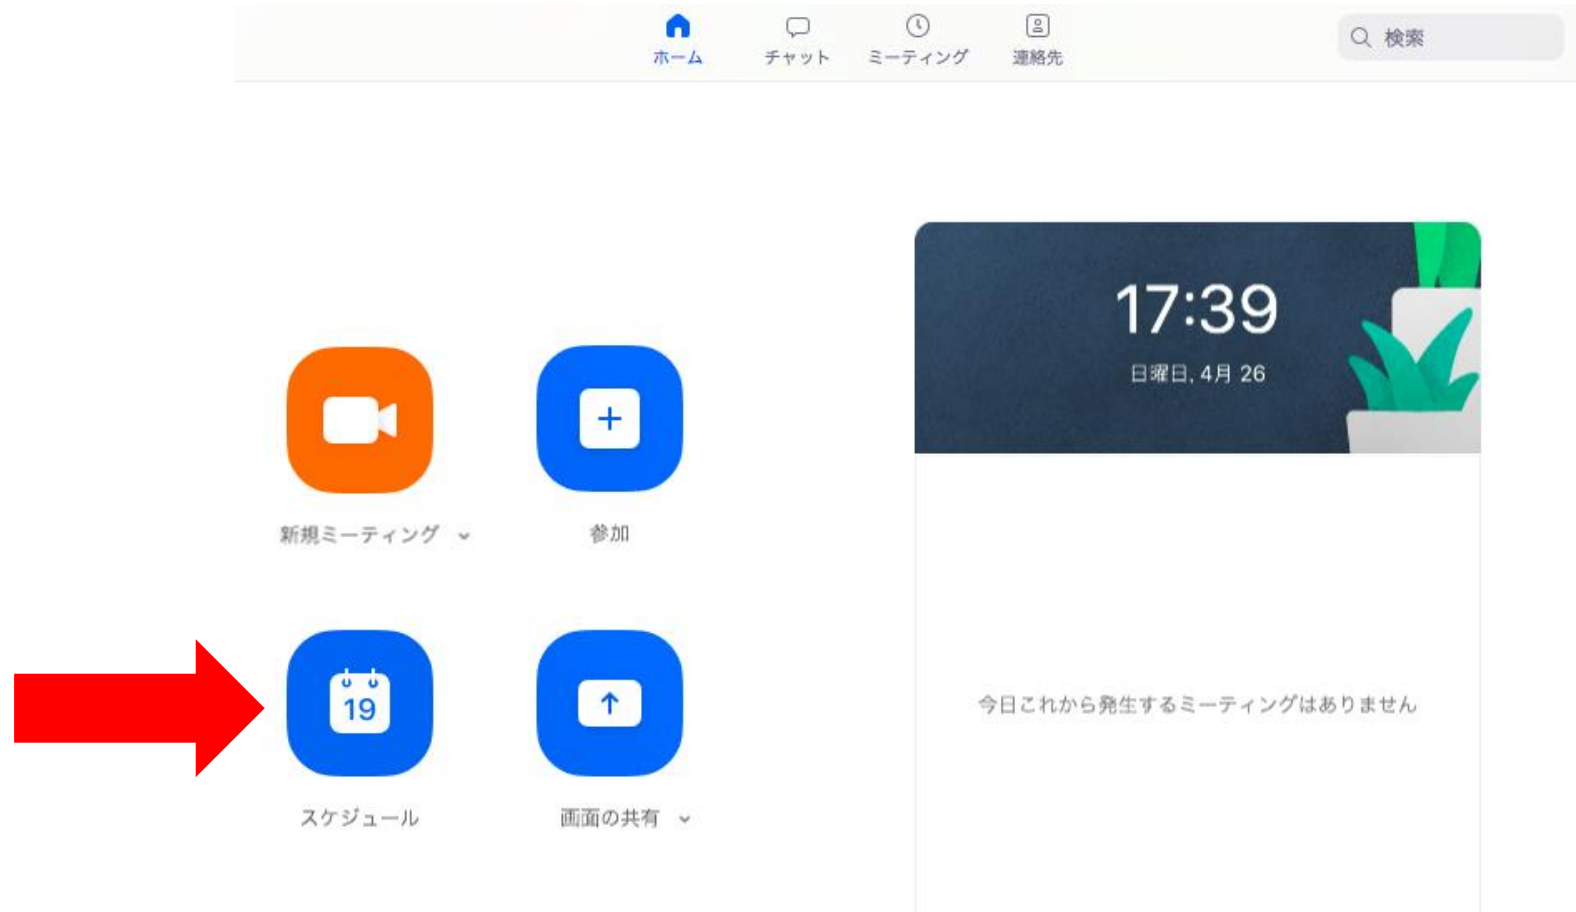 ホーム
チャット
ミーティング
連絡先
検索
17:39
日曜日, 4月 26
新規ミーティング
参加
19
スケジュール
画面の共有
今日これから発生するミーティングはありません